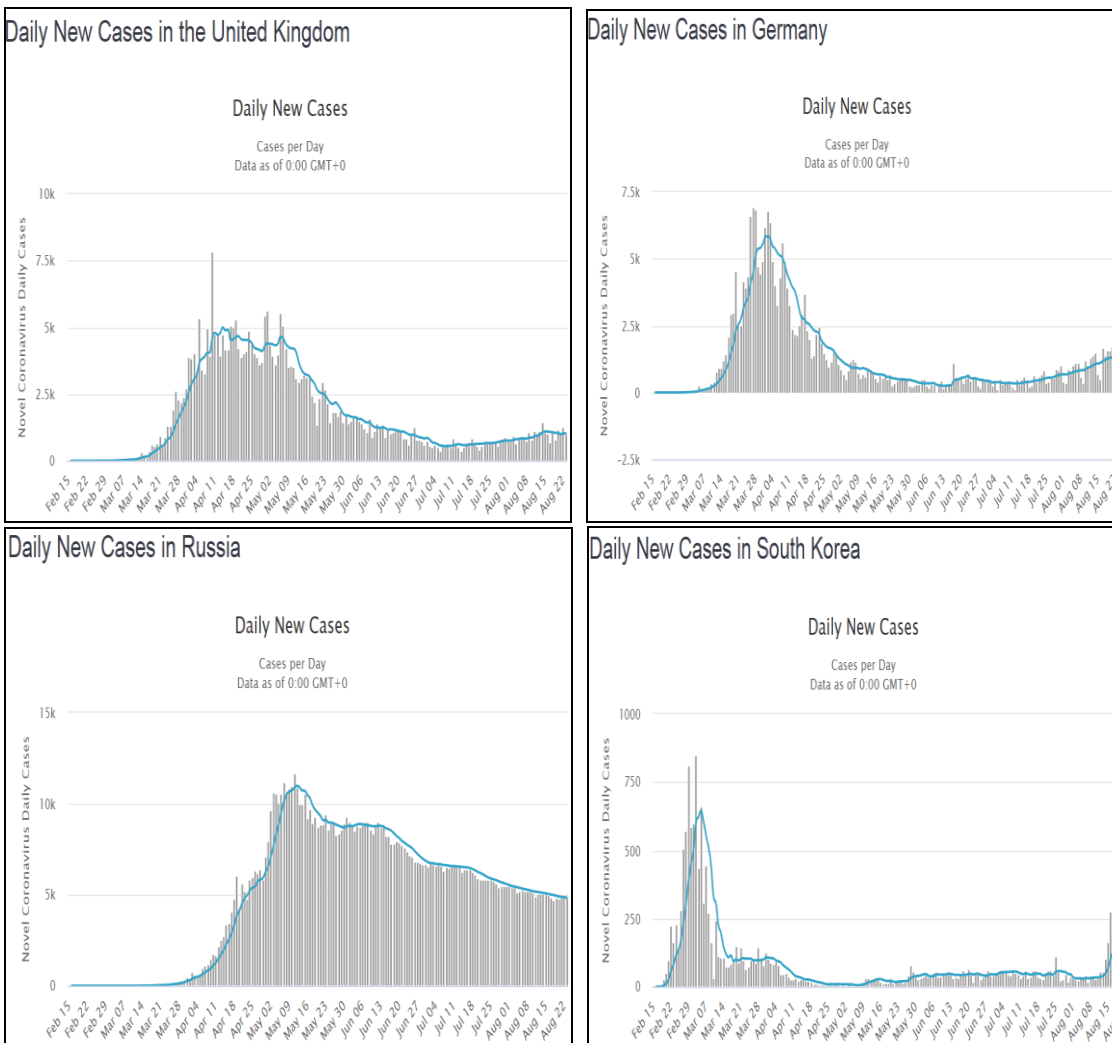 Daily New Cases in the United Kingdom
Daily New Cases
Cases per Day
Data as of 0:00 GMT+0
Novel Coronavirus Daily Cases
10k
7.5k
5k
2.5k
0
Feb 15
Feb 22
Feb 29
Mar 07
Mar 14
Mar 21
Mar 28
Apr 04
Apr 11
Apr 18
Apr 25
May 02
May 09
May 16
May 23
May 30
Jun 06
Jun 13
Jun 20
Jun 27
Jul 04
Jul 11
Jul 18
Jul 25
Aug 01
Aug 08
Aug 15
Aug 22
Daily New Cases in Germany
Daily New Cases
Cases per Day
Data as of 0:00 GMT+0
Novel Coronavirus Daily Cases
7.5k
5k
2.5k
0
-2.5k
Feb 15
Feb 22
Feb 29
Mar 07
Mar 14
Mar 21
Mar 28
Apr 04
Apr 11
Apr 18
Apr 25
May 02
May 09
May 16
May 23
May 30
Jun 06
Jun 13
Jun 20
Jun 27
Jul 04
Jul 11
Jul 18
Jul 25
Aug 01
Aug 08
Aug 15
Daily New Cases in Russia
Daily New Cases
Cases per Day
Data as of 0:00 GMT+0
Novel Coronavirus Daily Cases
15k
10k
5k
0
Feb 15
Feb 22
Feb 29
Mar 07
Mar 14
Mar 21
Mar 28
Apr 04
Apr 11
Apr 18
Apr 25
May 02
May 09
May 16
May 23
May 30
Jun 06
Jun 13
Jun 20
Jun 27
Jul 04
Jul 11
Jul 18
Jul 25
Aug 01
Aug 08
Aug 15
Aug 22
Daily New Cases in South Korea
Daily New Cases
Cases per Day
Data as of 0:00 GMT+0
Novel Coronavirus Daily Cases
1000
750
500
250
0
Feb 15
Feb 22
Feb 29
Mar 07
Mar 14
Mar 21
Mar 28
Apr 04
Apr 11
Apr 18
Apr 25
May 02
May 09
May 16
May 23
May 30
Jun 06
Jun 13
Jun 20
Jun 27
Jul 04
Jul 11
Jul 18
Jul 25
Aug 01
Aug 08
Aug 15